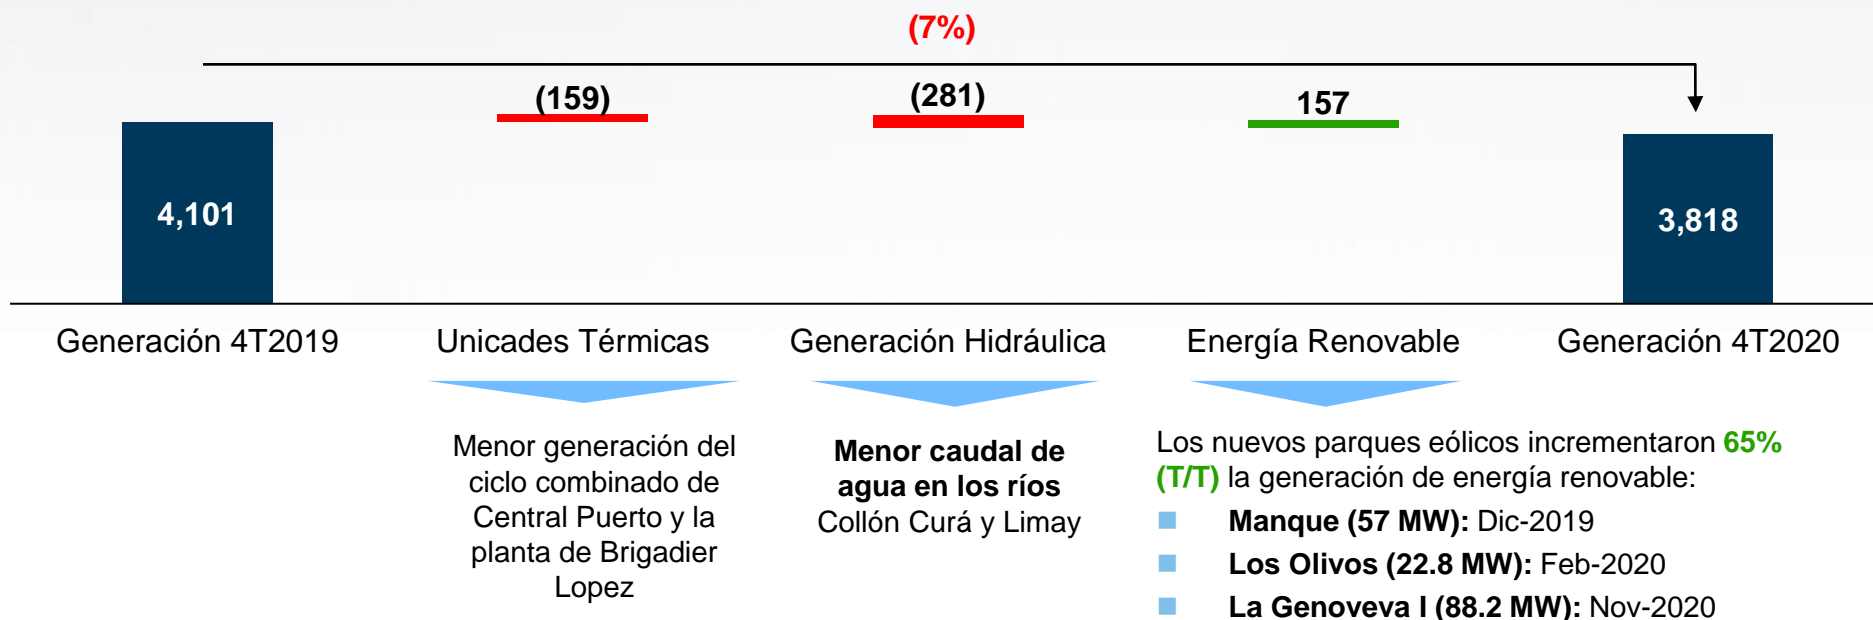 (7%)
(159)
(281)
157
4,101
3,818
Generación 4T2019
Unicades Térmicas
Generación Hidráulica
Energía Renovable
Generación 4T2020
Menor generación del
ciclo combinado de
Central Puerto y la
planta de Brigadier
Lopez
Menor caudal de
agua en los ríos
Collón Curá y Limay
Los nuevos parques eólicos incrementaron 65%
(T/T) la generación de energía renovable:
Manque (57 MW): Dic-2019
Los Olivos (22.8 MW): Feb-2020
La Genoveva I (88.2 MW): Nov-2020